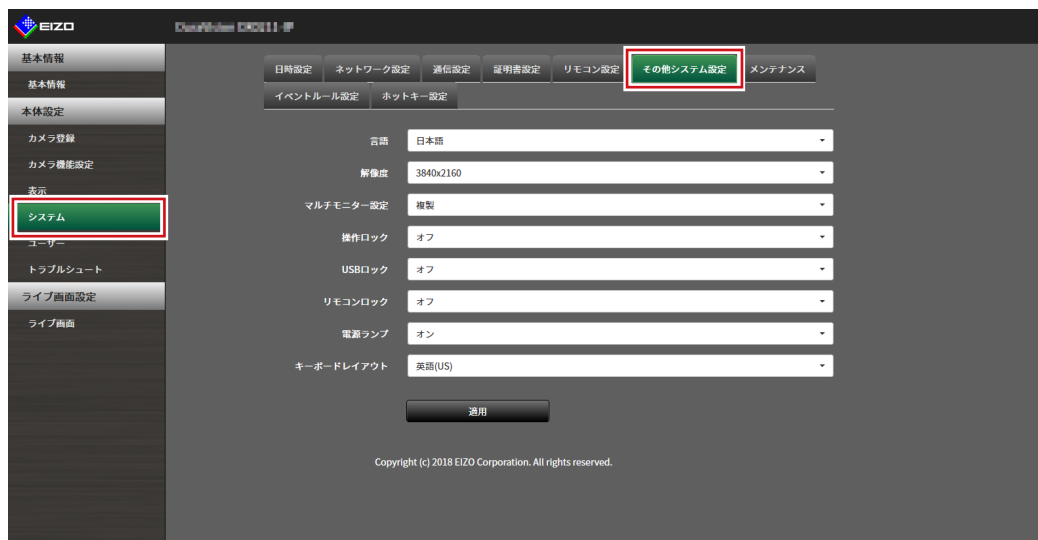 EIZO
基本情報
基本情報
本体設定
カメラ登録
カメラ機能設定
表示
システム
ユーザー
トラブルシュート
ライブ画面設定
ライブ画面
日時設定 ネットワーク設定 通信設定 証明書設定 リモコン設定 その他システム設定 メンテナンス
イベントルール設定 ホットキー設定
言語 日本語
解像度 3840x2160
マルチモニター設定 複製
操作ロック オフ
USBロック オフ
リモコンロック オフ
電源ランプ オン
キーボードレイアウト 英語(US)
適用
Copyright (c) 2018 EIZO Corporation. All rights reserved.